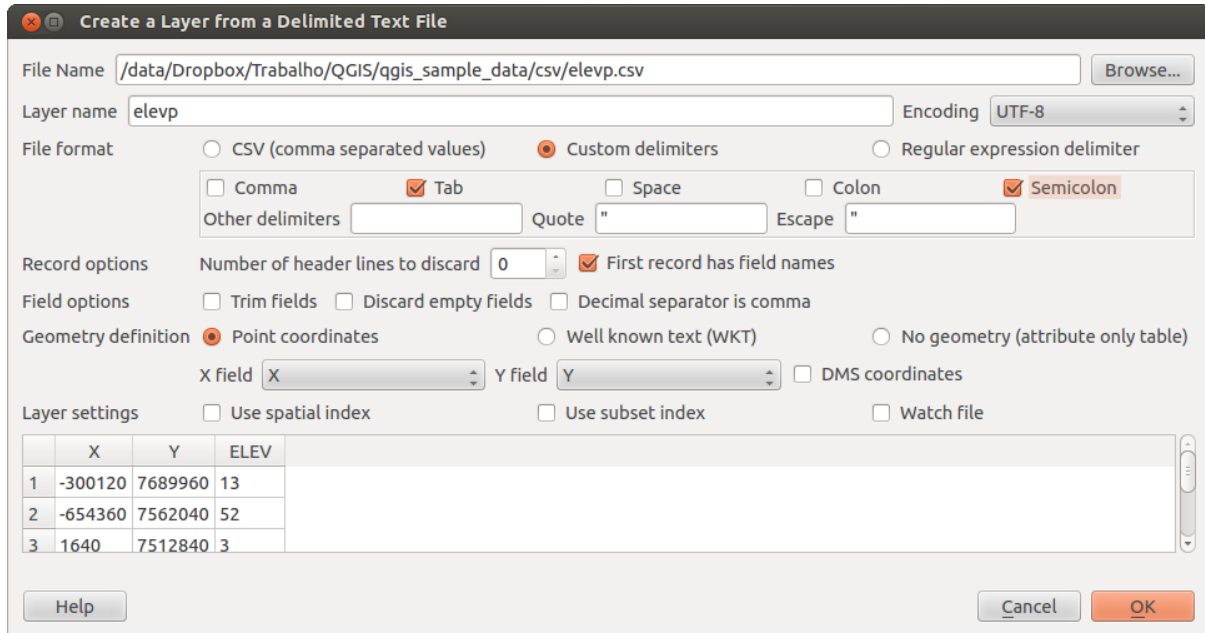 Create a Layer from a Delimited Text File
File Name /data/Dropbox/Trabalho/QGIS/qgis_sample_data/csv/elevp.csv Browse...
Layer name elevp Encoding UTF-8
File format CSV (comma separated values) Custom delimiters Regular expression delimiter
Comma Tab Space Colon Semicolon
Other delimiters Quote " Escape "
Record options Number of header lines to discard 0 First record has field names
Field options Trim fields Discard empty fields Decimal separator is comma
Geometry definition Point coordinates Well known text (WKT) No geometry (attribute only table)
X field X Y field Y DMS coordinates
Layer settings Use spatial index Use subset index Watch file
X Y ELEV
1 -300120 7689960 13
2 -654360 7562040 52
3 1640 7512840 3
Help Cancel OK